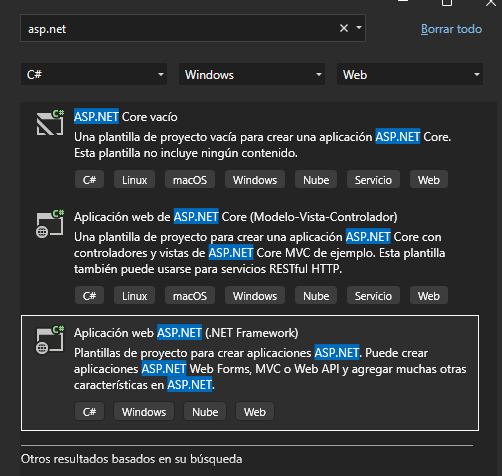 asp.net
Borrar todo
C#
Windows
Web
C#
ASP.NET Core vacío
Una plantilla de proyecto vacía para crear una aplicación ASP.NET Core.
Esta plantilla no incluye ningún contenido.
C# Linux macOS Windows Nube Servicio Web
C#
Aplicación web de ASP.NET Core (Modelo-Vista-Controlador)
Una plantilla de proyecto para crear una aplicación ASP.NET Core con
controladores y vistas de ASP.NET Core MVC de ejemplo. Esta plantilla
también puede usarse para servicios RESTful HTTP.
C# Linux macOS Windows Nube Servicio Web
C#
Aplicación web ASP.NET (.NET Framework)
Plantillas de proyecto para crear aplicaciones ASP.NET. Puede crear
aplicaciones ASP.NET Web Forms, MVC o Web API y agregar muchas otras
características en ASP.NET.
C# Windows Nube Web
Otros resultados basados en su búsqueda